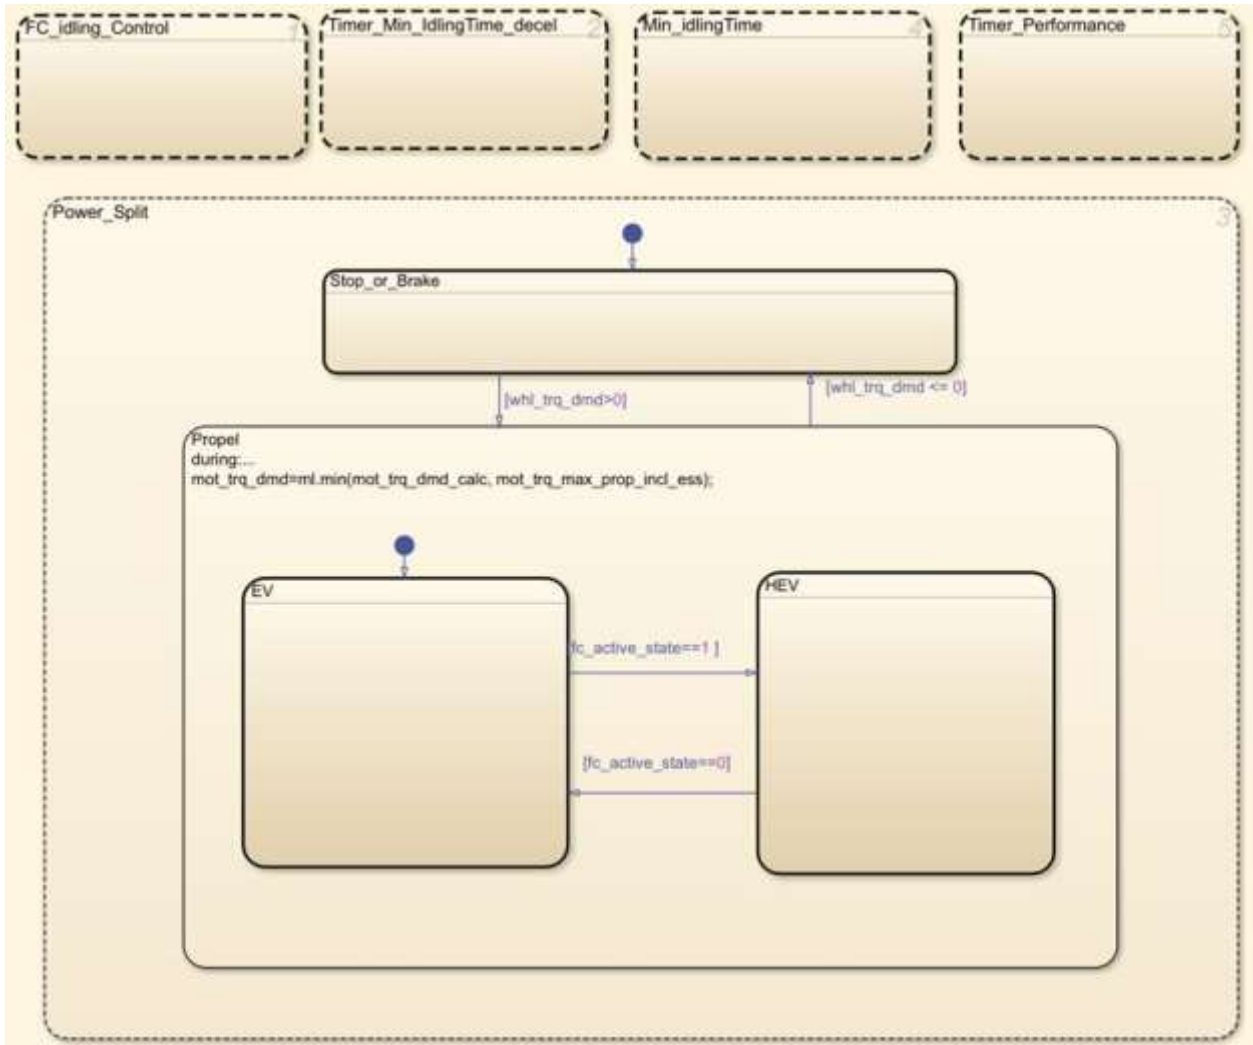 FC_idling_Control
1
Timer_Min_IdlingTime_decel
2
Min_idlingTime
4
Timer_Performance
5
Power_Split
3
Stop_or_Brake
[whl_trq_dmd>0]
[whl_trq_dmd <= 0]
Propel
during:...
mot_trq_dmd=ml.min(mot_trq_dmd_calc, mot_trq_max_prop_incl_ess);
EV
HEV
[fc_active_state==1 ]
[fc_active_state==0]